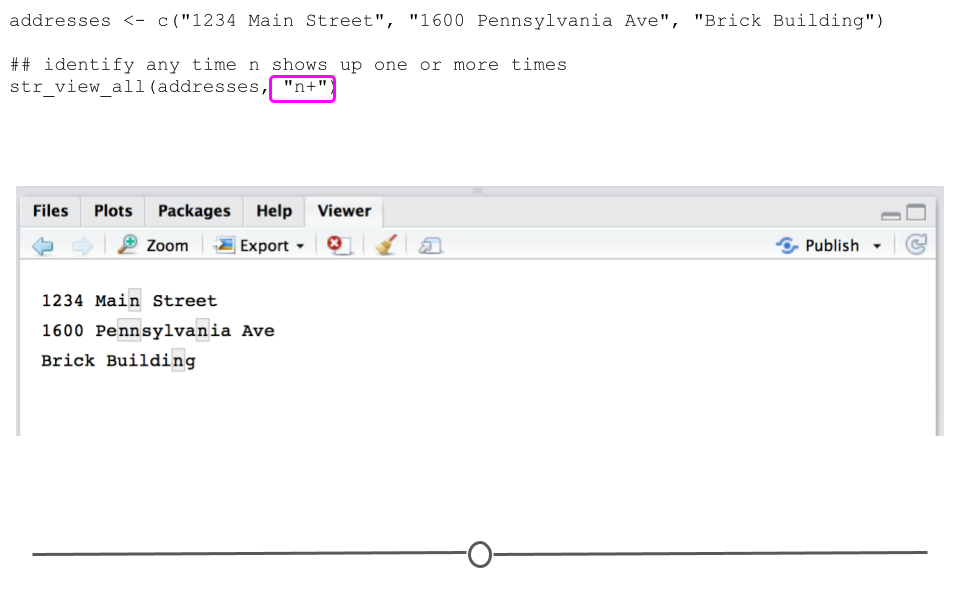 addresses <- c("1234 Main Street", "1600 Pennsylvania Ave", "Brick Building")
## identify any time n shows up one or more times
str_view_all(addresses, "n+")
Files Plots Packages Help Viewer
Zoom Export Publish
1234 Main Street
1600 Pennsylvania Ave
Brick Building